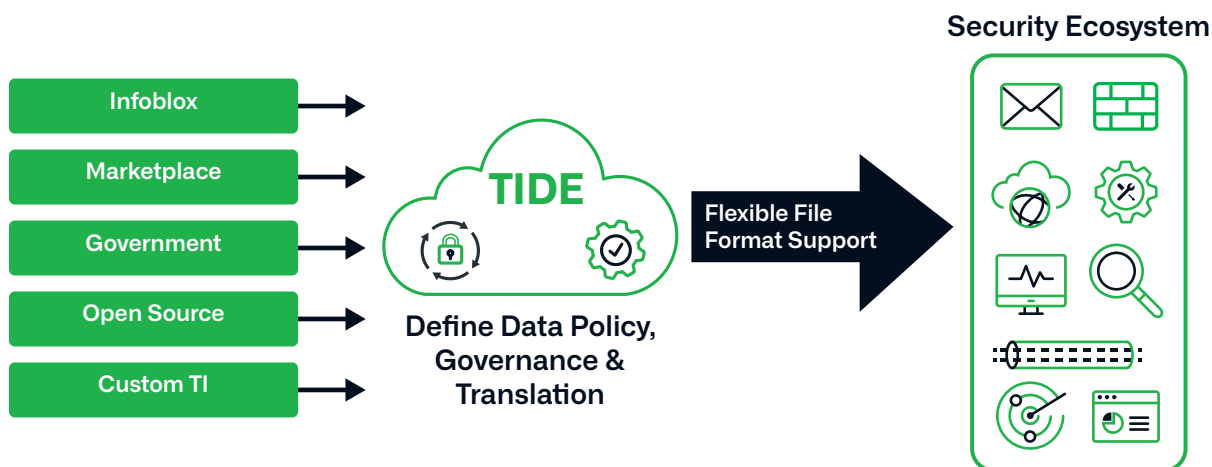 Security Ecosystem
Infoblox
Marketplace
Government
Open Source
Custom TI
TIDE
Define Data Policy,
Governance &
Translation
Flexible File
Format Support